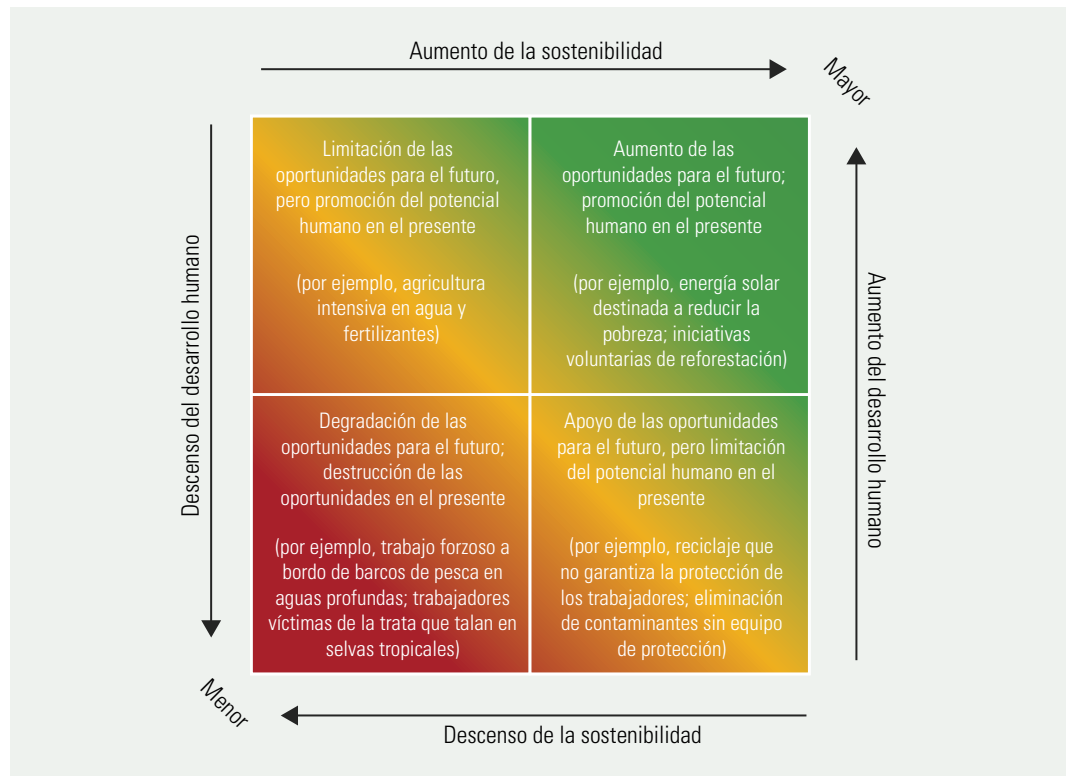 Aumento de la sostenibilidad
Mayor
Descenso del desarrollo humano
Limitación de las
oportunidades para el futuro,
pero promoción del potencial
humano en el presente
(por ejemplo, agricultura
intensiva en agua y
fertilizantes)
Aumento de las
oportunidades para el futuro;
promoción del potencial
humano en el presente
(por ejemplo, energía solar
destinada a reducir la
pobreza; iniciativas
voluntarias de reforestación)
Aumento del desarrollo humano
Degradación de las
oportunidades para el futuro;
destrucción de las
oportunidades en el presente
(por ejemplo, trabajo forzoso a
bordo de barcos de pesca en
aguas profundas; trabajadores
víctimas de la trata que talan en
selvas tropicales)
Apoyo de las oportunidades
para el futuro, pero limitación
del potencial humano en el
presente
(por ejemplo, reciclaje que
no garantiza la protección de
los trabajadores; eliminación
de contaminantes sin equipo
de protección)
Menor
Descenso de la sostenibilidad